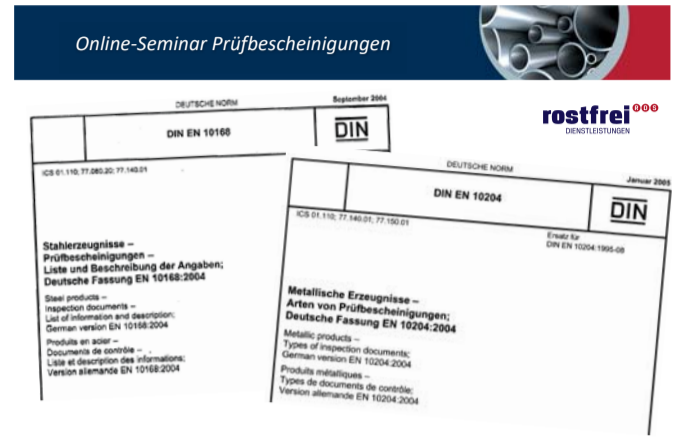 Online-Seminar Prüfbescheinigungen
rostfrei RDS
DIENSTLEISTUNGEN
DEUTSCHE NORM
September 2004
DIN EN 10168
DIN
ICS 01.110; 77.080.20; 77.140.01
Stahlerzeugnisse –
Prüfbescheinigungen –
Liste und Beschreibung der Angaben;
Deutsche Fassung EN 10168:2004
Steel products –
Inspection documents –
List of information and description;
German version EN 10168:2004
Produits en acier –
Documents de contrôle –
Liste et description des informations;
Version allemande EN 10168:2004
DEUTSCHE NORM
Januar 2005
DIN EN 10204
DIN
ICS 01.110; 77.140.01; 77.150.01
Ersatz für
DIN EN 10204:1995-08
Metallische Erzeugnisse –
Arten von Prüfbescheinigungen;
Deutsche Fassung EN 10204:2004
Metallic products –
Types of inspection documents;
German version EN 10204:2004
Produits métalliques –
Types de documents de contrôle;
Version allemande EN 10204:2004